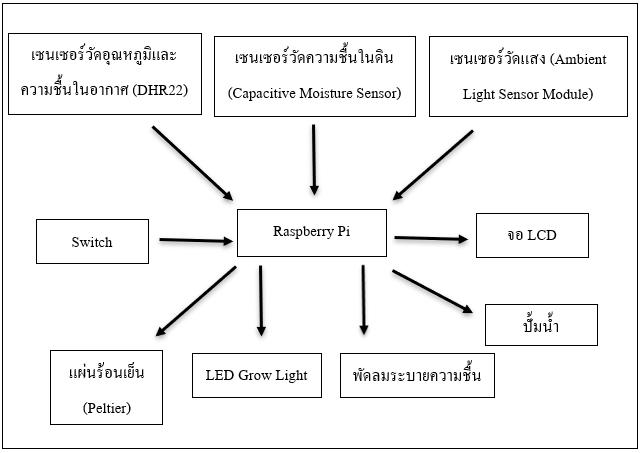 เซนเซอร์วัดอุณหภูมิและ
ความชื้นในอากาศ (DHR22)
เซนเซอร์วัดความชื้นในดิน
(Capacitive Moisture Sensor)
เซนเซอร์วัดแสง (Ambient
Light Sensor Module)
Switch
Raspberry Pi
จอ LCD
แผ่นร้อนเย็น
(Peltier)
LED Grow Light
พัดลมระบายความชื้น
ปั้มน้ำ